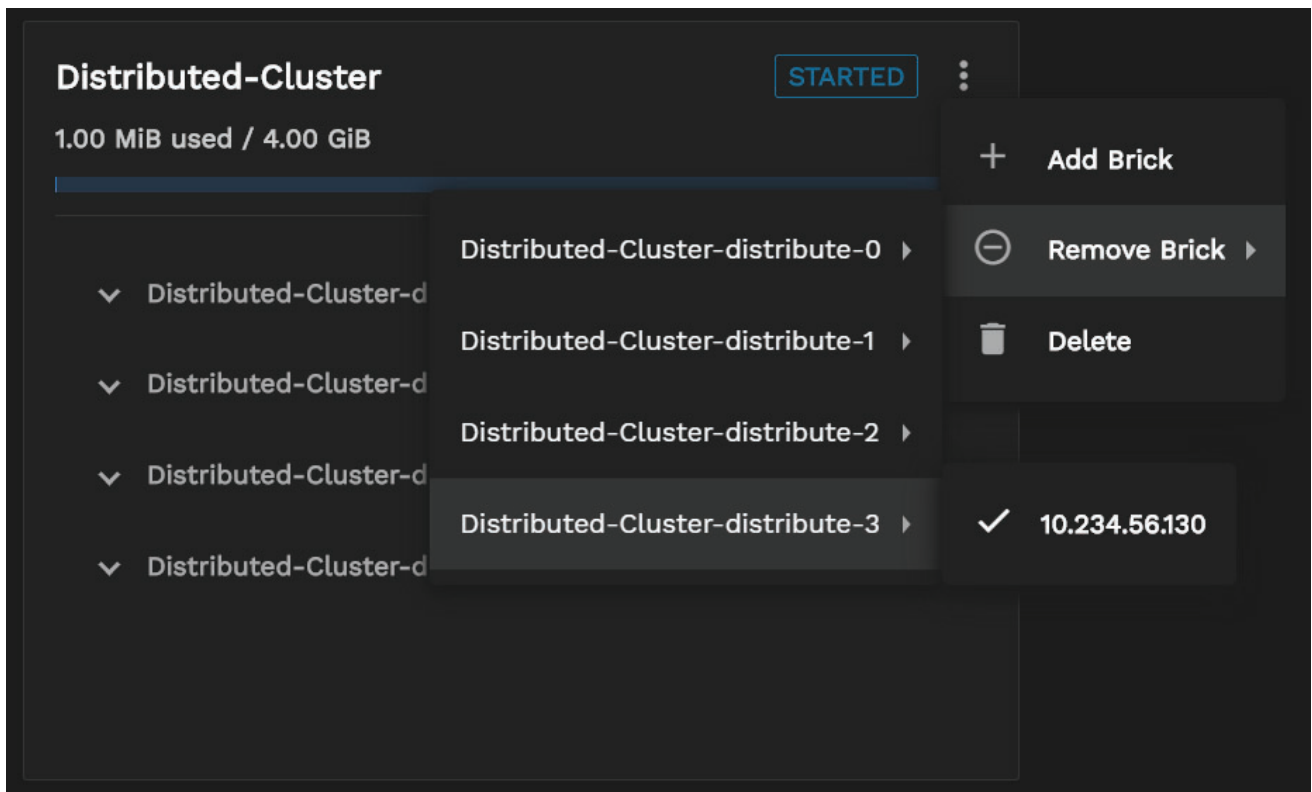 Distributed-Cluster
STARTED
1.00 MiB used / 4.00 GiB
Add Brick
Remove Brick
Delete
Distributed-Cluster-distribute-0
Distributed-Cluster-distribute-1
Distributed-Cluster-distribute-2
Distributed-Cluster-distribute-3
10.234.56.130
Distributed-Cluster-d
Distributed-Cluster-d
Distributed-Cluster-d
Distributed-Cluster-d